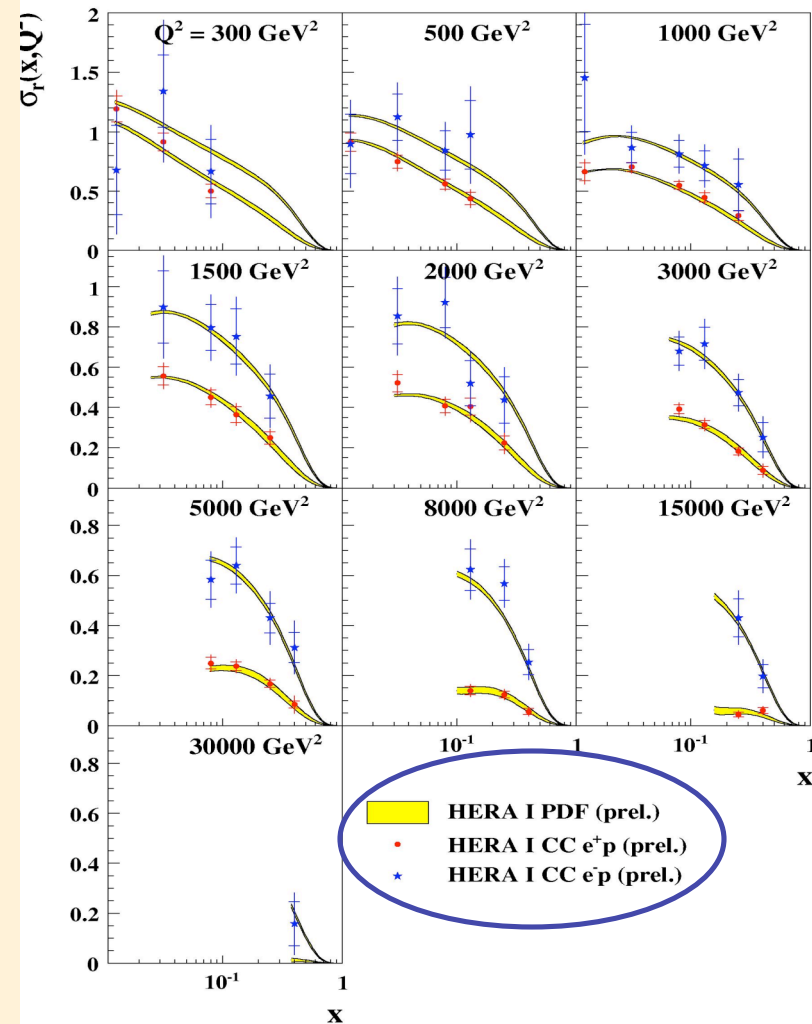 σr(x,Q²)
2
Q² = 300 GeV²
500 GeV²
1000 GeV²
1.5
1
0.5
0
1500 GeV²
2000 GeV²
3000 GeV²
1
0.8
0.6
0.4
0.2
0
5000 GeV²
8000 GeV²
15000 GeV²
0.8
0.6
0.4
0.2
0
30000 GeV²
10⁻¹
1
10⁻¹
1
x
0.8
0.6
0.4
0.2
0
HERA I PDF (prel.)
HERA I CC e⁺p (prel.)
HERA I CC e⁻p (prel.)
10⁻¹
1
x